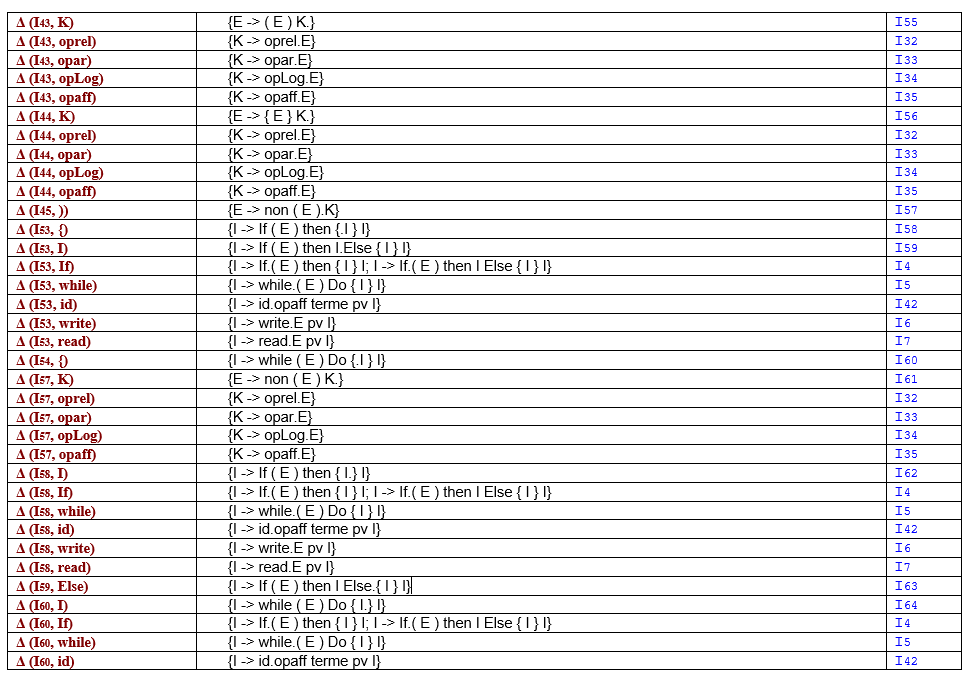 Δ (I43, K) {E -> ( E ) K.} I55
Δ (I43, oprel) {K -> oprel.E} I32
Δ (I43, opar) {K -> opar.E} I33
Δ (I43, opLog) {K -> opLog.E} I34
Δ (I43, opaff) {K -> opaff.E} I35
Δ (I44, K) {E -> { E } K.} I56
Δ (I44, oprel) {K -> oprel.E} I32
Δ (I44, opar) {K -> opar.E} I33
Δ (I44, opLog) {K -> opLog.E} I34
Δ (I44, opaff) {K -> opaff.E} I35
Δ (I45, )) {E -> non ( E ).K} I57
Δ (I53, {) {I -> If ( E ) then {.I } I} I58
Δ (I53, I) {I -> If ( E ) then I.Else { I } I} I59
Δ (I53, If) {I -> If.( E ) then { I } I; I -> If.( E ) then I Else { I } I} I4
Δ (I53, while) {I -> while.( E ) Do { I } I} I5
Δ (I53, id) {I -> id.opaff terme pv I} I42
Δ (I53, write) {I -> write.E pv I} I6
Δ (I53, read) {I -> read.E pv I} I7
Δ (I54, {) {I -> while ( E ) Do {.I } I} I60
Δ (I57, K) {E -> non ( E ) K.} I61
Δ (I57, oprel) {K -> oprel.E} I32
Δ (I57, opar) {K -> opar.E} I33
Δ (I57, opLog) {K -> opLog.E} I34
Δ (I57, opaff) {K -> opaff.E} I35
Δ (I58, I) {I -> If ( E ) then { I.} I} I62
Δ (I58, If) {I -> If.( E ) then { I } I; I -> If.( E ) then I Else { I } I} I4
Δ (I58, while) {I -> while.( E ) Do { I } I} I5
Δ (I58, id) {I -> id.opaff terme pv I} I42
Δ (I58, write) {I -> write.E pv I} I6
Δ (I58, read) {I -> read.E pv I} I7
Δ (I59, Else) {I -> If ( E ) then I Else.{ I } I} I63
Δ (I60, I) {I -> while ( E ) Do { I.} I} I64
Δ (I60, If) {I -> If.( E ) then { I } I; I -> If.( E ) then I Else { I } I} I4
Δ (I60, while) {I -> while.( E ) Do { I } I} I5
Δ (I60, id) {I -> id.opaff terme pv I} I42